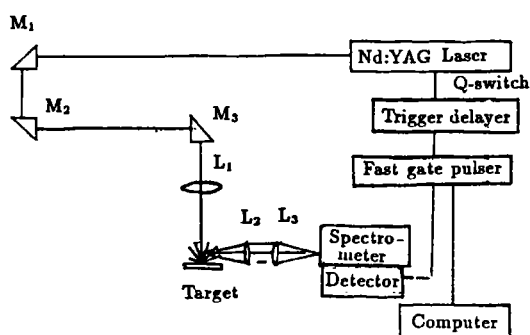 M₁
Nd:YAG Laser
Q-switch
M₂
M₃
Trigger delayer
L₁
Fast gate pulser
L₂ L₃
Spectro-
meter
Detector
Target
Computer